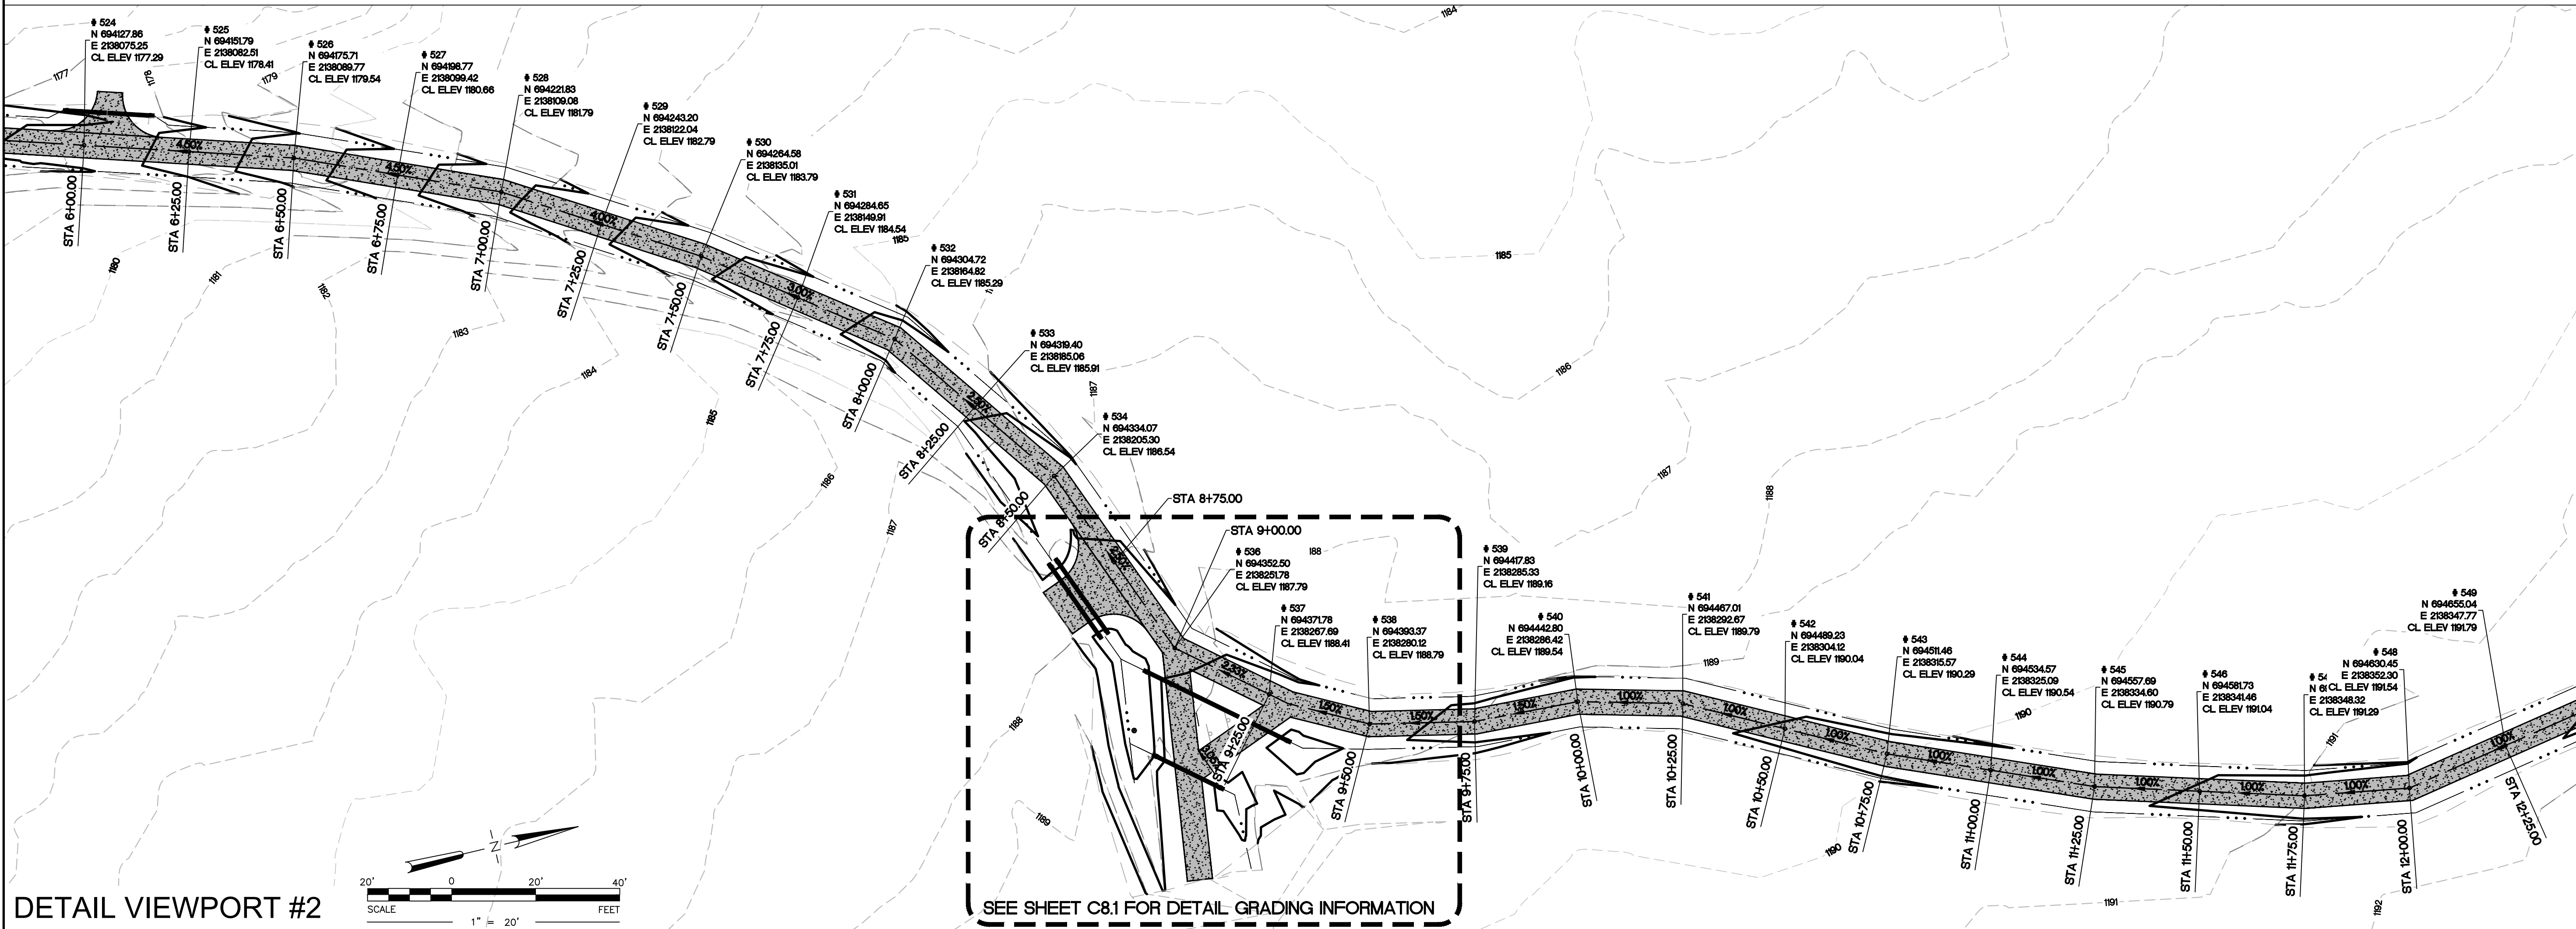 Φ 524
N 694127.86
E 2138075.25
CL ELEV 1177.29
Φ 525
N 694151.79
E 2138082.51
CL ELEV 1178.41
Φ 526
N 694175.71
E 2138089.77
CL ELEV 1179.54
Φ 527
N 694198.77
E 2138099.42
CL ELEV 1180.66
Φ 528
N 694221.83
E 2138109.08
CL ELEV 1181.79
Φ 529
N 694243.20
E 2138122.04
CL ELEV 1182.79
Φ 530
N 694264.58
E 2138135.01
CL ELEV 1183.79
Φ 531
N 694284.65
E 2138149.91
CL ELEV 1184.54
Φ 532
N 694304.72
E 2138164.82
CL ELEV 1185.29
Φ 533
N 694319.40
E 2138185.06
CL ELEV 1185.91
Φ 534
N 694334.07
E 2138205.30
CL ELEV 1186.54
STA 8+75.00
STA 9+00.00
Φ 536
N 694352.50
E 2138251.78
CL ELEV 1187.79
Φ 537
N 694371.78
E 2138267.69
CL ELEV 1188.41
Φ 538
N 694393.37
E 2138280.12
CL ELEV 1188.79
Φ 539
N 694417.83
E 2138285.33
CL ELEV 1189.16
Φ 540
N 694442.80
E 2138286.42
CL ELEV 1189.54
Φ 541
N 694467.01
E 2138292.67
CL ELEV 1189.79
Φ 542
N 694489.23
E 2138304.12
CL ELEV 1190.04
Φ 543
N 694511.46
E 2138315.57
CL ELEV 1190.29
Φ 544
N 694534.57
E 2138325.09
CL ELEV 1190.54
Φ 545
N 694557.69
E 2138334.60
CL ELEV 1190.79
Φ 546
N 694581.73
E 2138341.46
CL ELEV 1191.04
E 2138348.32
CL ELEV 1191.29
Φ 548
N 694630.45
E 2138352.30
CL ELEV 1191.54
Φ 549
N 694655.04
E 2138347.77
CL ELEV 1191.79
STA 6+00.00
STA 6+25.00
STA 6+50.00
STA 6+75.00
STA 7+00.00
STA 7+25.00
STA 7+50.00
STA 7+75.00
STA 8+00.00
STA 8+25.00
STA 8+50.00
STA 9+25.00
STA 9+50.00
STA 9+75.00
STA 10+00.00
STA 10+25.00
STA 10+50.00
STA 10+75.00
STA 11+00.00
STA 11+25.00
STA 11+50.00
STA 11+75.00
STA 12+00.00
STA 12+25.00
4.50%
4.50%
4.00%
3.00%
2.50%
2.50%
2.33%
1.50%
1.50%
1.50%
1.00%
1.00%
1.00%
1.00%
1.00%
1.00%
1.00%
1.00%
1.00%
1177
1178
1179
1180
1181
1182
1183
1184
1185
1186
1187
1188
1189
1184
1185
1185
1186
1187
1187
1188
188
1189
1190
1190
1191
1191
1192
N
20'
0
20'
40'
SCALE
FEET
1" = 20'
DETAIL VIEWPORT #2
SEE SHEET C8.1 FOR DETAIL GRADING INFORMATION